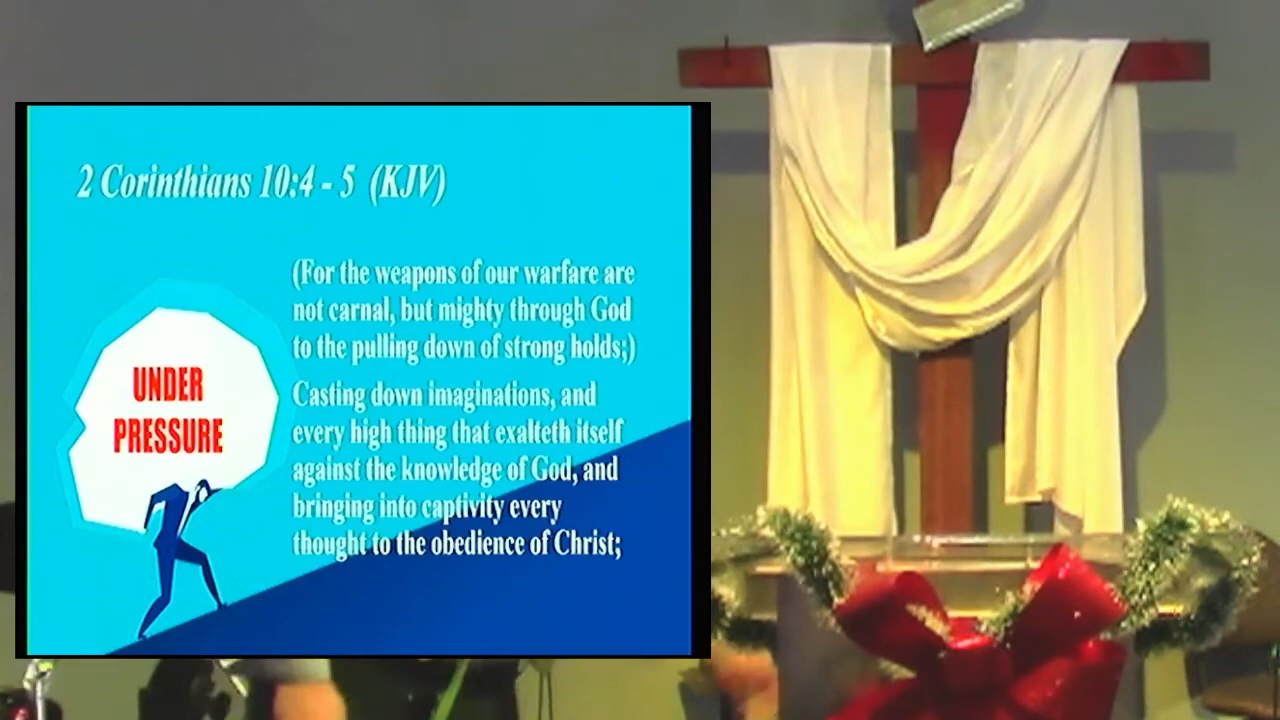 2 Corinthians 10:4 - 5 (KJV)
(For the weapons of our warfare are
not carnal, but mighty through God
to the pulling down of strong holds;)
Casting down imaginations, and
every high thing that exalteth itself
against the knowledge of God, and
bringing into captivity every
thought to the obedience of Christ;
UNDER
PRESSURE